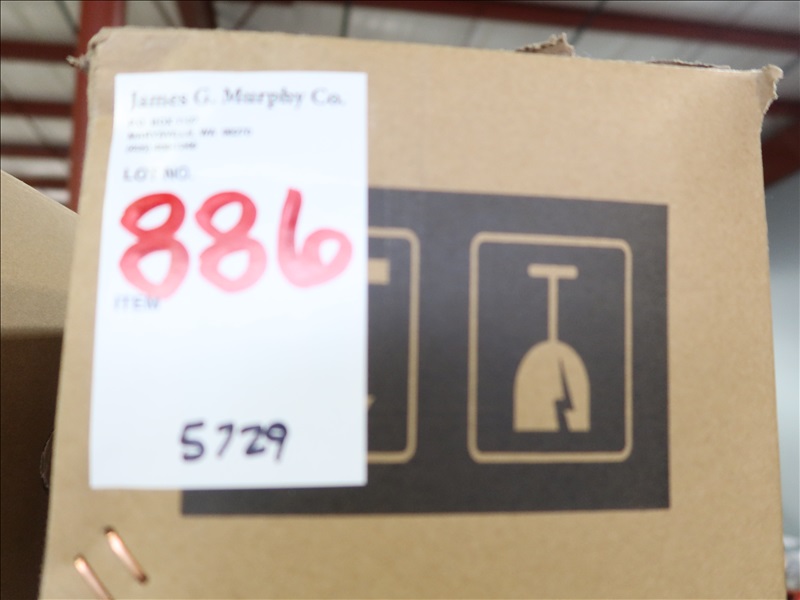 James G. Murphy Co.
LOT NO.
886
ITEM
5729